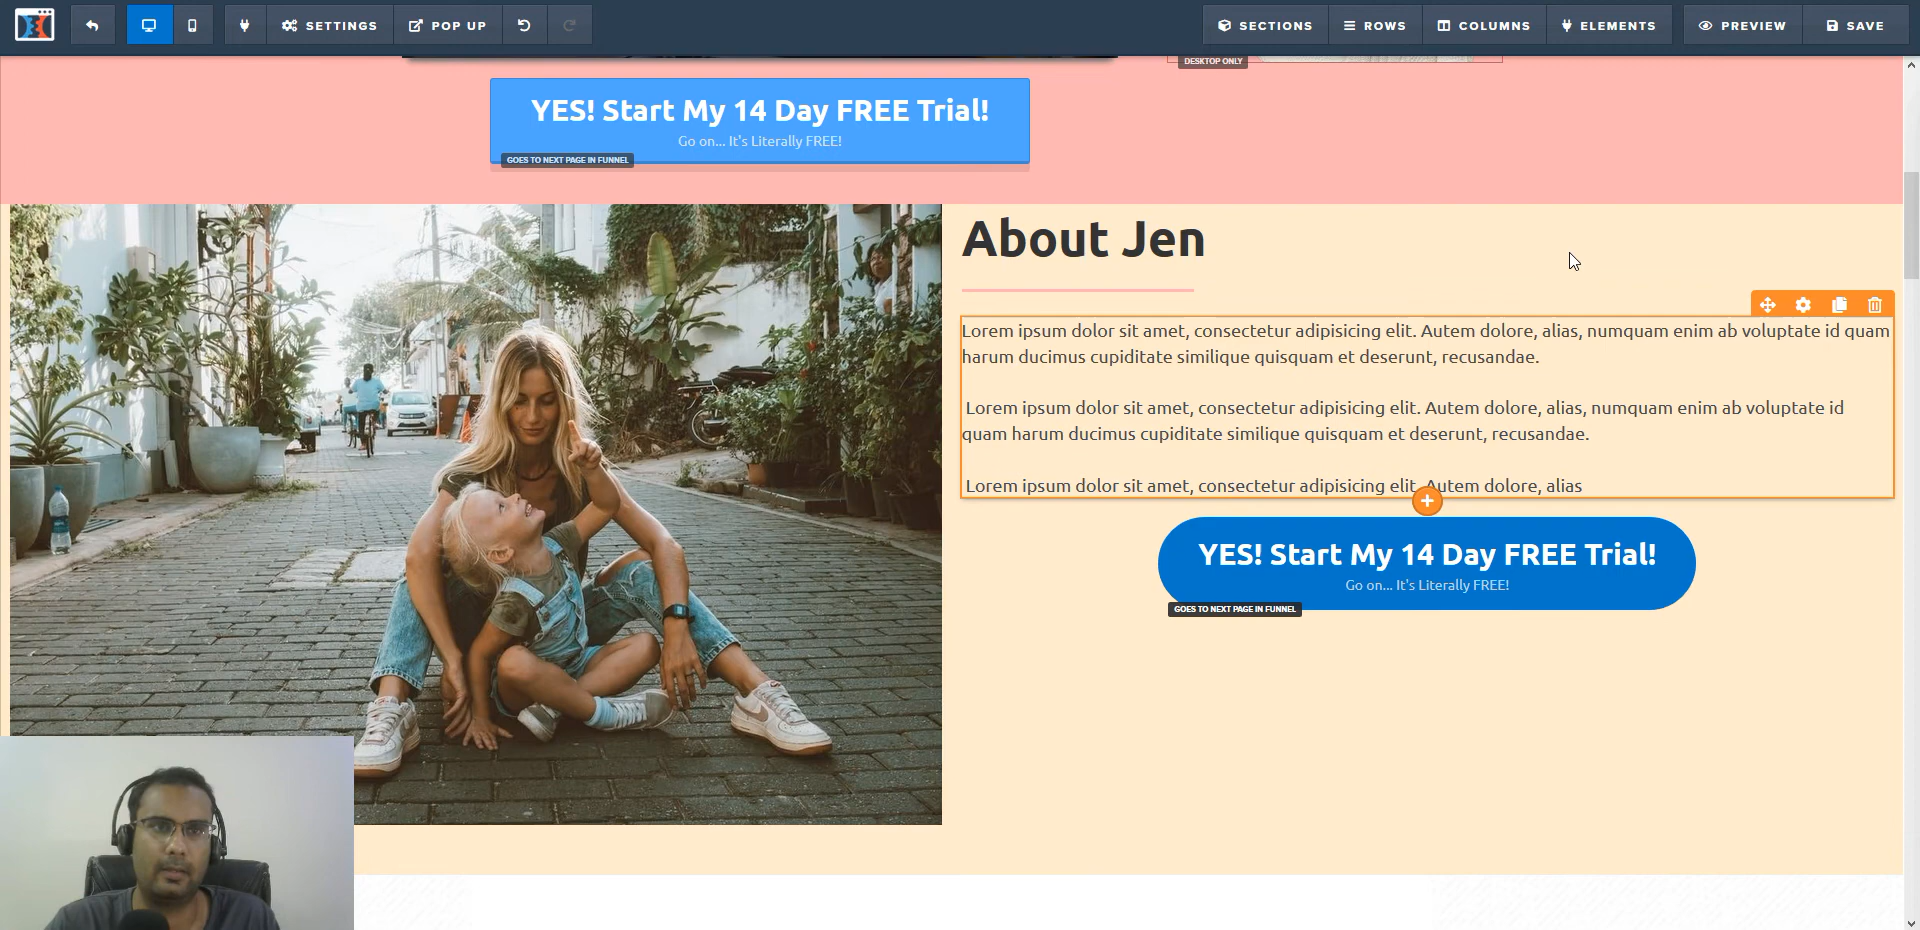 SETTINGS
POP UP
SECTIONS
ROWS
COLUMNS
ELEMENTS
PREVIEW
SAVE
DESKTOP ONLY
YES! Start My 14 Day FREE Trial!
Go on... It's Literally FREE!
GOES TO NEXT PAGE IN FUNNEL
About Jen
Lorem ipsum dolor sit amet, consectetur adipisicing elit. Autem dolore, alias, numquam enim ab voluptate id quam
harum ducimus cupiditate similique quisquam et deserunt, recusandae.
Lorem ipsum dolor sit amet, consectetur adipisicing elit. Autem dolore, alias, numquam enim ab voluptate id
quam harum ducimus cupiditate similique quisquam et deserunt, recusandae.
Lorem ipsum dolor sit amet, consectetur adipisicing elit. Autem dolore, alias
YES! Start My 14 Day FREE Trial!
Go on... It's Literally FREE!
GOES TO NEXT PAGE IN FUNNEL